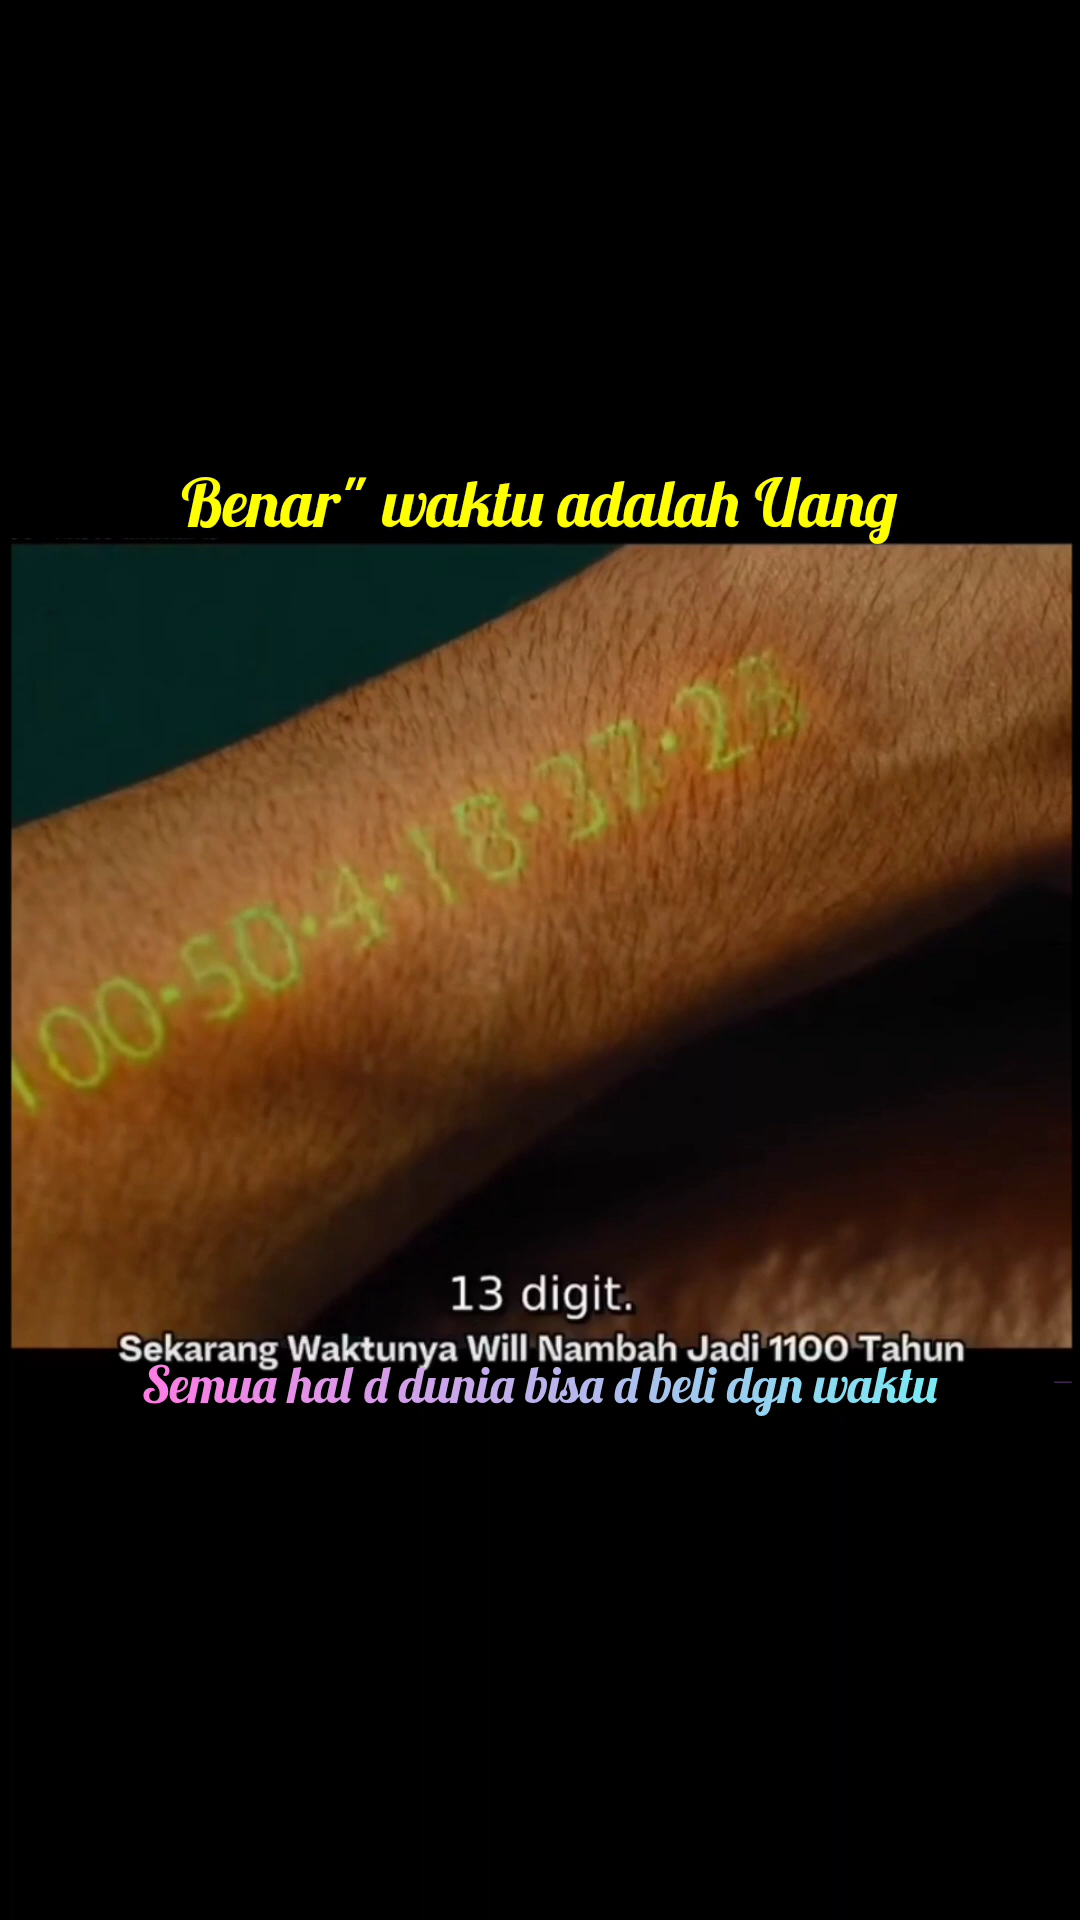 Benar" waktu adalah Uang
100·50·4·18·37·23
13 digit.
Sekarang Waktunya Will Nambah Jadi 1100 Tahun
Semua hal d dunia bisa d beli dgn waktu